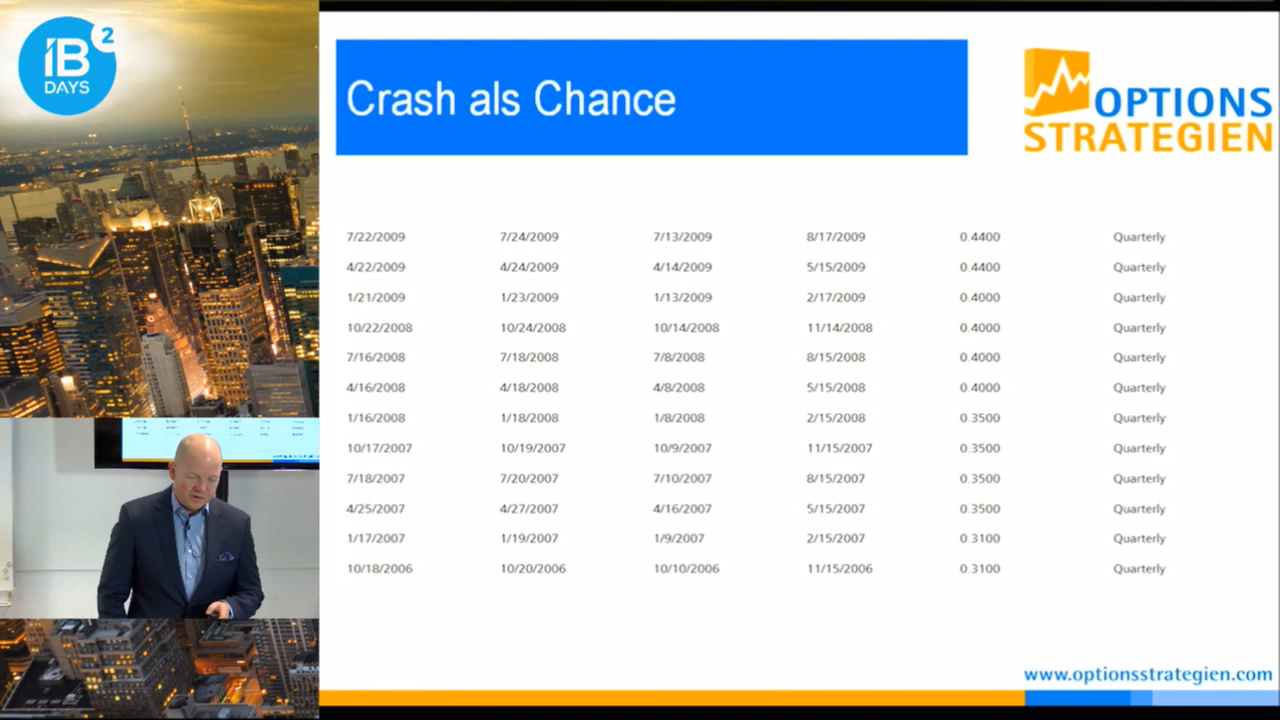 2
IB
DAYS
Crash als Chance
OPTIONS
STRATEGIEN
7/22/2009 7/24/2009 7/13/2009 8/17/2009 0.4400 Quarterly
4/22/2009 4/24/2009 4/14/2009 5/15/2009 0.4400 Quarterly
1/21/2009 1/23/2009 1/13/2009 2/17/2009 0.4000 Quarterly
10/22/2008 10/24/2008 10/14/2008 11/14/2008 0.4000 Quarterly
7/16/2008 7/18/2008 7/8/2008 8/15/2008 0.4000 Quarterly
4/16/2008 4/18/2008 4/8/2008 5/15/2008 0.4000 Quarterly
1/16/2008 1/18/2008 1/8/2008 2/15/2008 0.3500 Quarterly
10/17/2007 10/19/2007 10/9/2007 11/15/2007 0.3500 Quarterly
7/18/2007 7/20/2007 7/10/2007 8/15/2007 0.3500 Quarterly
4/25/2007 4/27/2007 4/16/2007 5/15/2007 0.3500 Quarterly
1/17/2007 1/19/2007 1/9/2007 2/15/2007 0.3100 Quarterly
10/18/2006 10/20/2006 10/10/2006 11/15/2006 0.3100 Quarterly
www.optionsstrategien.com